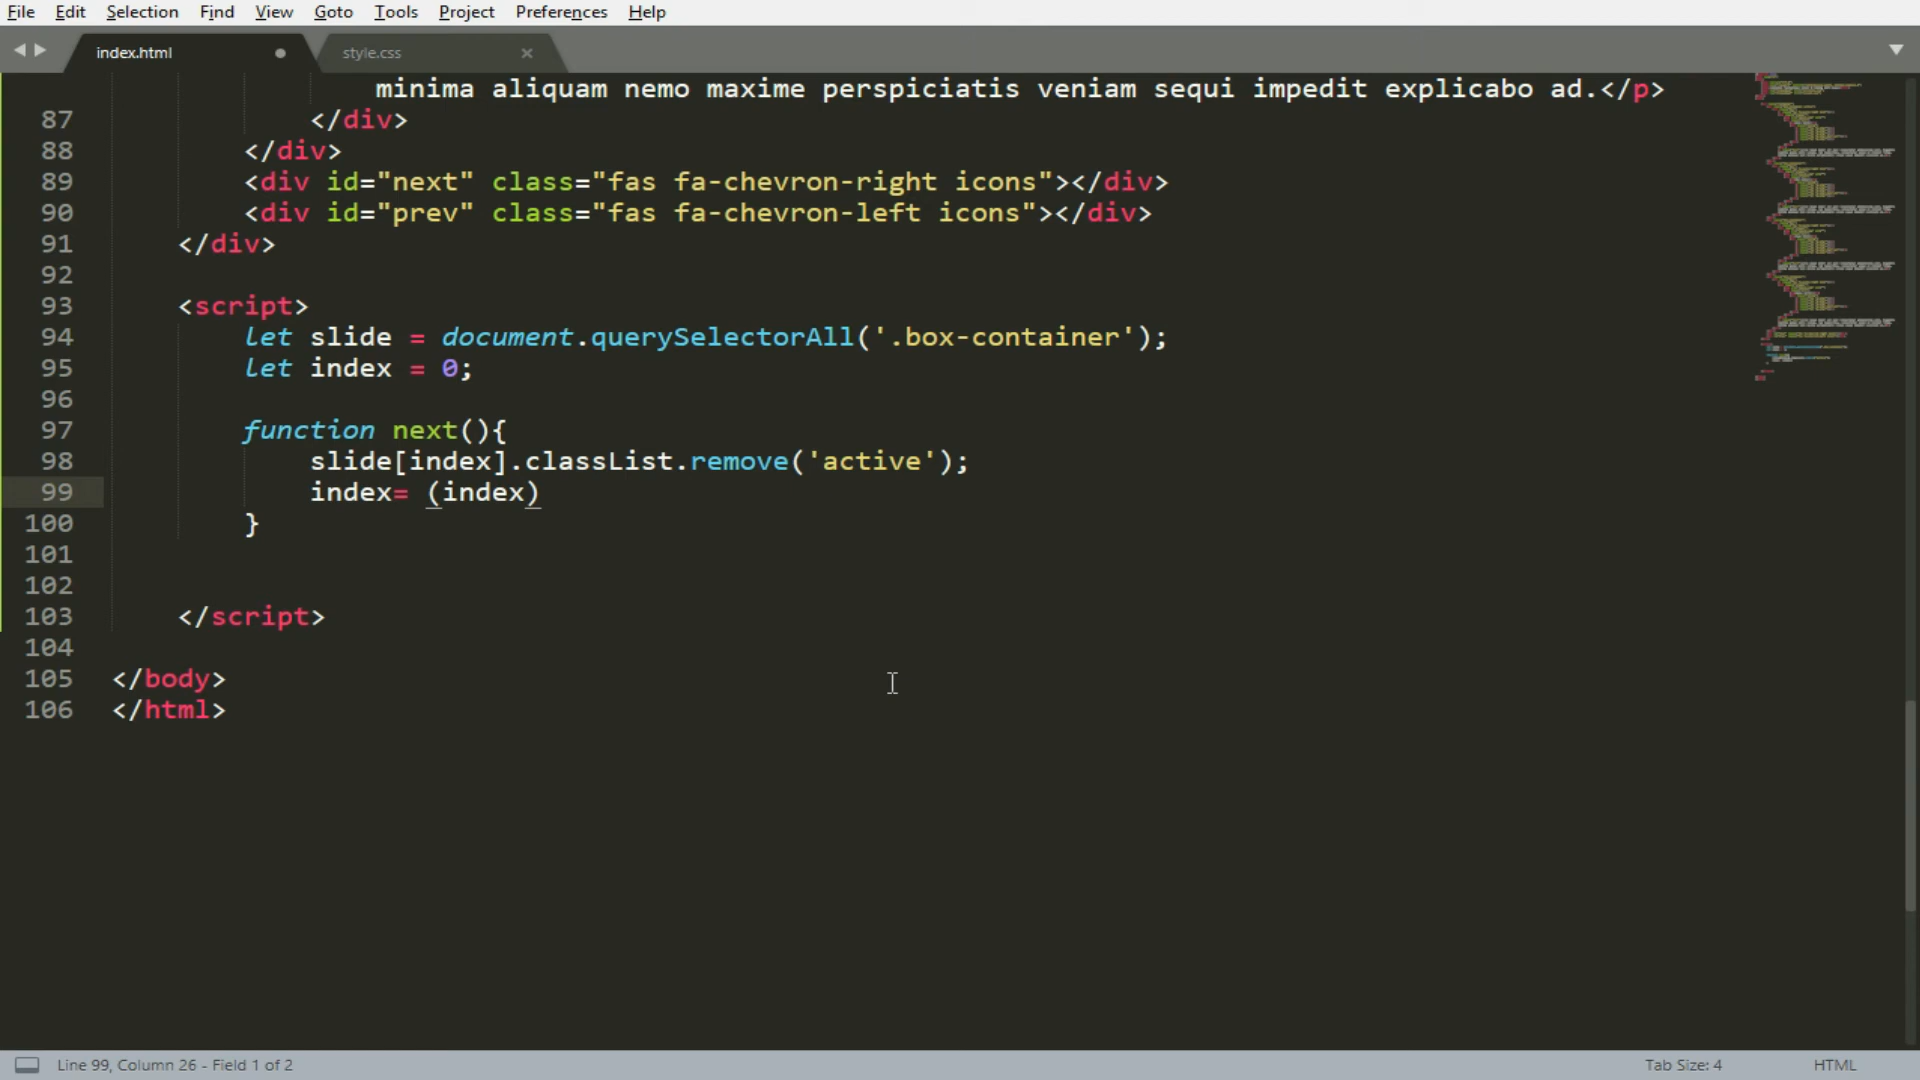 File Edit Selection Find View Goto Tools Project Preferences Help
index.html style.css
minima aliquam nemo maxime perspiciatis veniam sequi impedit explicabo ad.</p>
87 </div>
88 </div>
89 <div id="next" class="fas fa-chevron-right icons"></div>
90 <div id="prev" class="fas fa-chevron-left icons"></div>
91 </div>
92
93 <script>
94 let slide = document.querySelectorAll('.box-container');
95 let index = 0;
96
97 function next(){
98 slide[index].classList.remove('active');
99 index= (index)
100 }
101
102
103 </script>
104
105 </body>
106 </html>
Line 99, Column 26 - Field 1 of 2 Tab Size: 4 HTML